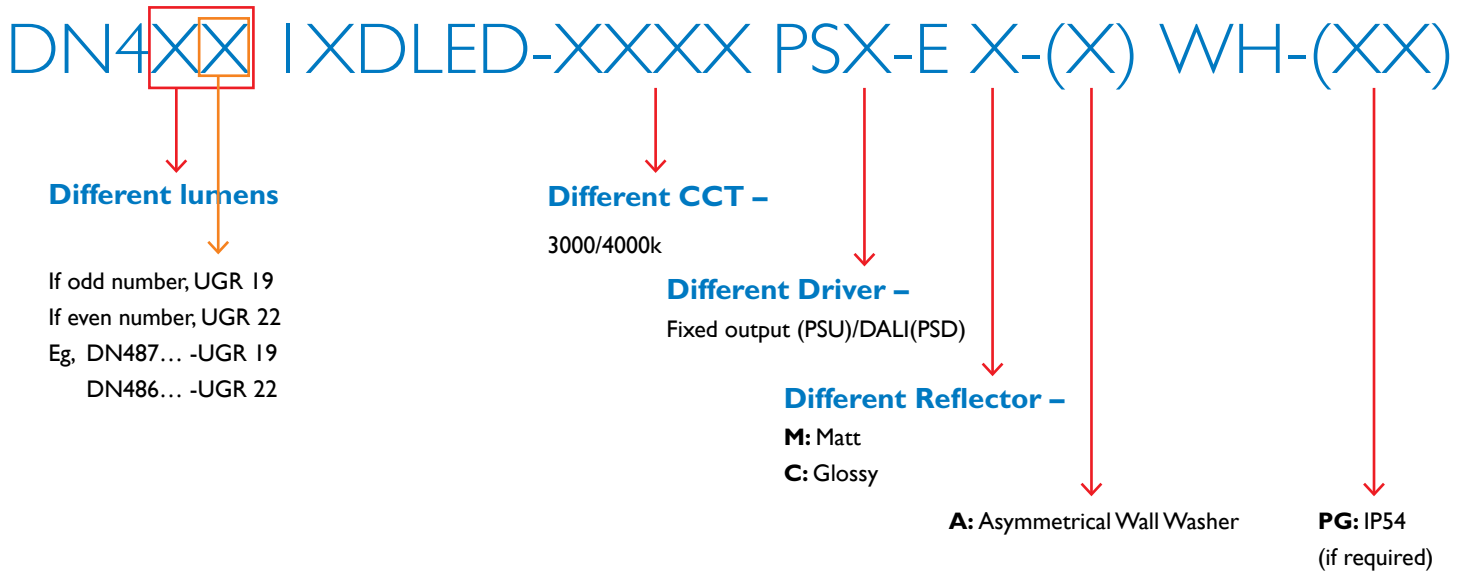 DN4XX 1XDLED-XXXX PSX-E X-(X) WH-(XX)
Different lumens
If odd number, UGR 19
If even number, UGR 22
Eg, DN487… -UGR 19
DN486… -UGR 22
Different CCT –
3000/4000k
Different Driver –
Fixed output (PSU)/DALI(PSD)
Different Reflector –
M: Matt
C: Glossy
A: Asymmetrical Wall Washer
PG: IP54
(if required)